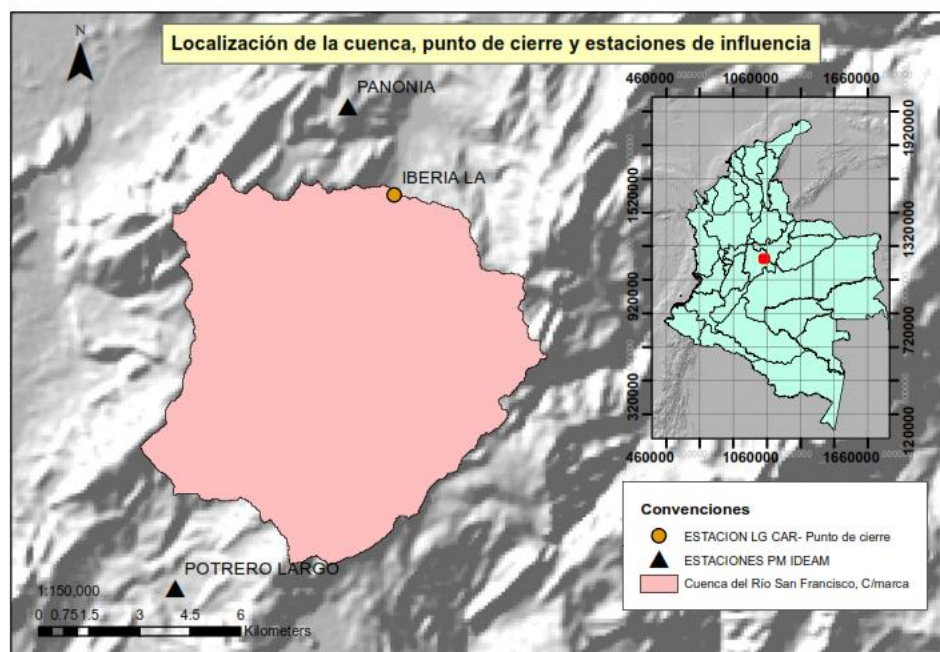 Localización de la cuenca, punto de cierre y estaciones de influencia
N
PANONIA
IBERIA LA
POTRERO LARGO
1:150,000
0 0.75 1.5 3 4.5 6
Kilometers
460000 1060000 1660000
1920000
1520000
1320000
920000
720000
320000
120000
460000 1060000 1660000
Convenciones
ESTACION LG CAR- Punto de cierre
ESTACIONES PM IDEAM
Cuenca del Río San Francisco, C/marca